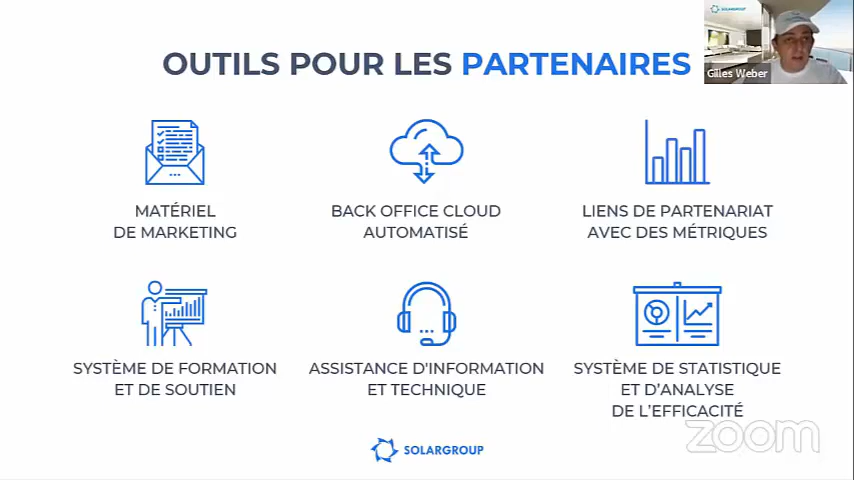 SOLARGROUP
OUTILS POUR LES PARTENAIRES
Gilles Weber
MATÉRIEL
DE MARKETING
BACK OFFICE CLOUD
AUTOMATISÉ
LIENS DE PARTENARIAT
AVEC DES MÉTRIQUES
SYSTÈME DE FORMATION
ET DE SOUTIEN
ASSISTANCE D'INFORMATION
ET TECHNIQUE
SYSTÈME DE STATISTIQUE
ET D’ANALYSE
DE L’EFFICACITÉ
SOLARGROUP
zoom